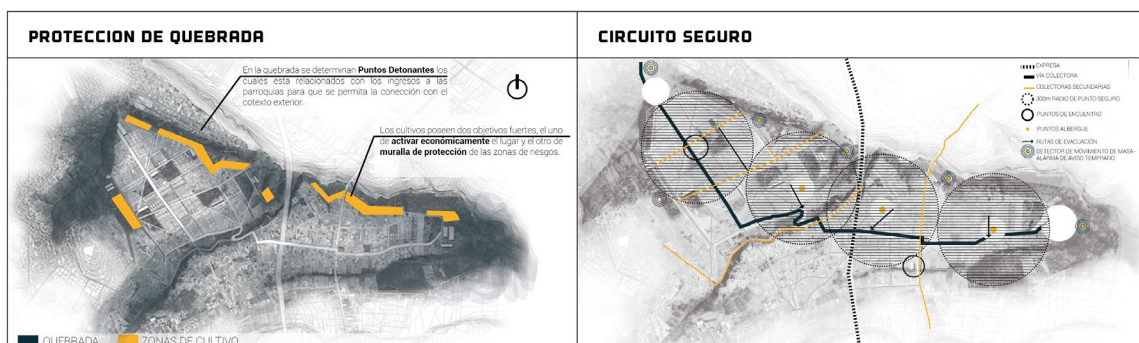 PROTECCION DE QUEBRADA
En la quebrada se determinan Puntos Detonantes los
cuales esta relacionados con los ingresos a las
parroquias para que se permita la conección con el
cotexto exterior.
Los cultivos poseen dos objetivos fuertes, el uno
de activar económicamente el lugar y el otro de
muralla de protección de las zonas de riesgos.
QUEBRADA
ZONAS DE CULTIVO
CIRCUITO SEGURO
EXPRESA
VÍA COLECTORA
COLECTORAS SECUNDARIAS
300m RADIO DE PUNTO SEGURO
PUNTOS DE ENCUENTRO
PUNTOS ALBERGUE
RUTAS DE EVACUACIÓN
DETECTOR DE MOVIMIENTO DE MASA-
ALARMA DE AVISO TEMPRANO